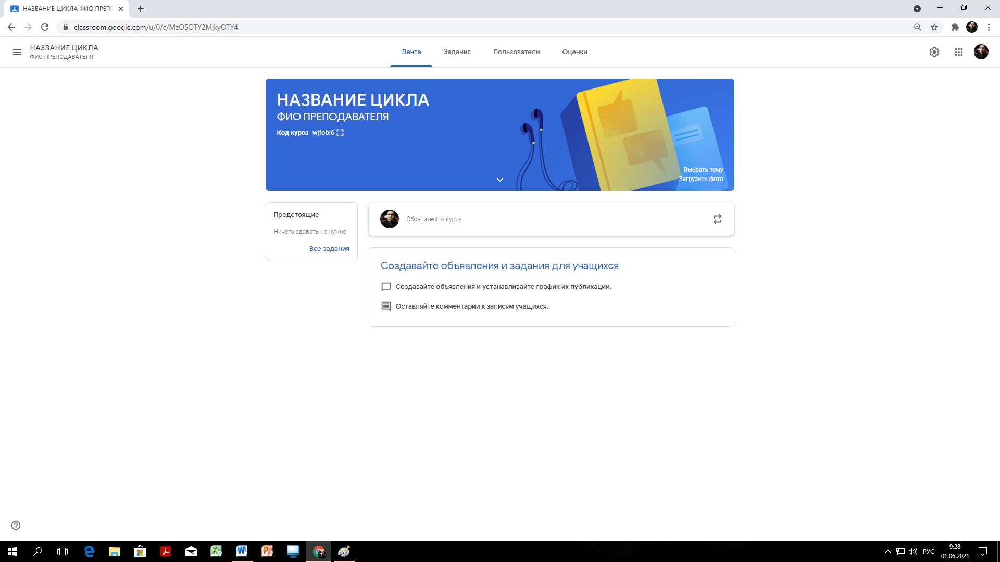 НАЗВАНИЕ ЦИКЛА ФИО ПРЕПО
classroom.google.com/u/0/c/MzQ5OTY2MjkyOTY4
НАЗВАНИЕ ЦИКЛА
ФИО ПРЕПОДАВАТЕЛЯ
Лента
Задания
Пользователи
Оценки
НАЗВАНИЕ ЦИКЛА
ФИО ПРЕПОДАВАТЕЛЯ
Код курса wjfobl6
Выбрать тему
Загрузить фото
Предстоящие
Ничего сдавать не нужно
Все задания
Обратитесь к курсу
Создавайте объявления и задания для учащихся
Создавайте объявления и устанавливайте график их публикации.
Оставляйте комментарии к записям учащихся.
РУС
9:28
01.06.2021